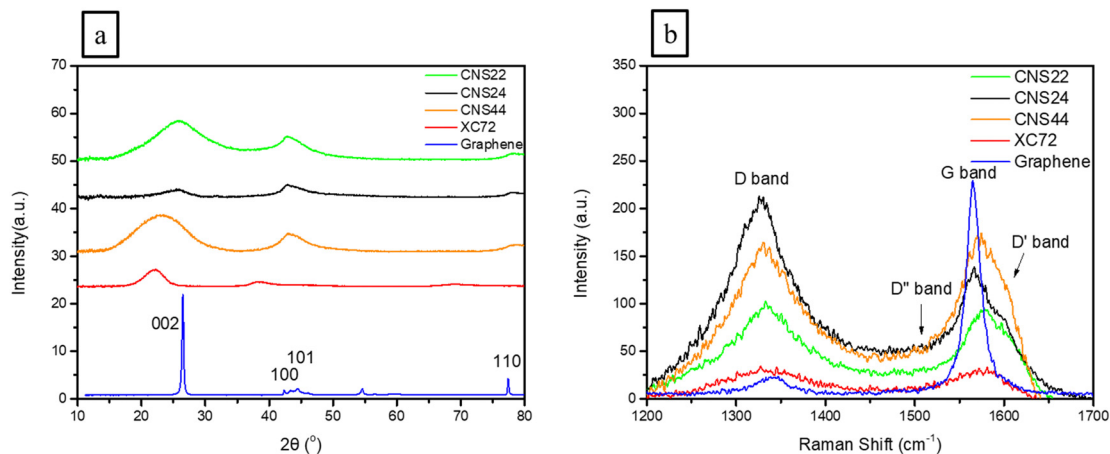 a
70
60
50
40
30
20
10
0
Intensity(a.u.)
CNS22
CNS24
CNS44
XC72
Graphene
002
100
101
110
10 20 30 40 50 60 70 80
2θ (°)
b
350
300
250
200
150
100
50
0
Intensity (a.u.)
CNS22
CNS24
CNS44
XC72
Graphene
D band
G band
D' band
D" band
1200 1300 1400 1500 1600 1700
Raman Shift (cm⁻¹)